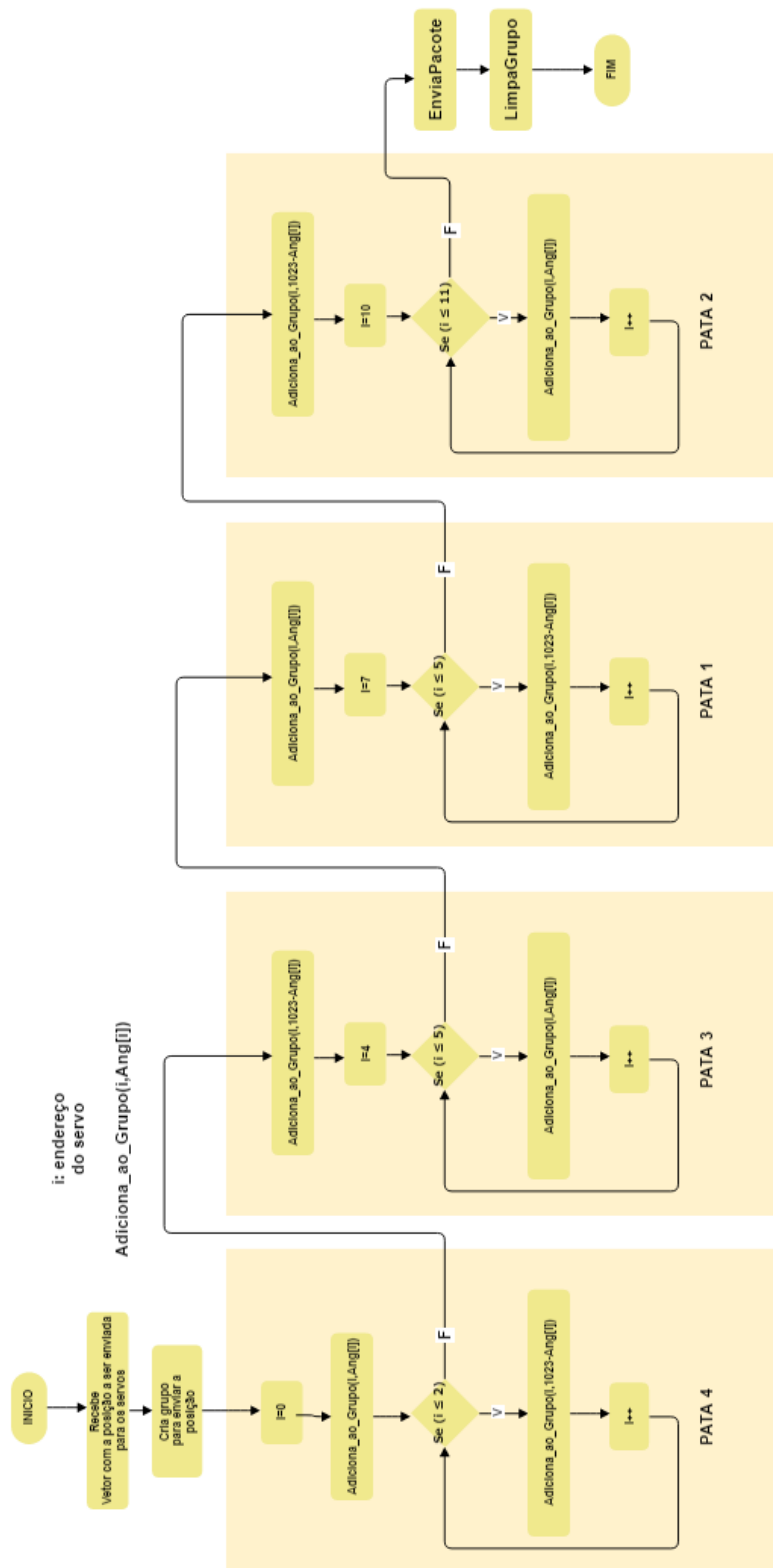 INICIO
Recebe
Vetor com a posição a ser enviada
para os servos
Cria grupo
para enviar a
posição
i: endereço
do servo
Adiciona_ao_Grupo(i,Ang[i])
I=0
Adiciona_ao_Grupo(I,Ang[I])
Se (i ≤ 2)
F
V
Adiciona_ao_Grupo(I,1023-Ang[I])
I++
PATA 4
Adiciona_ao_Grupo(I,1023-Ang[I])
I=4
Se (i ≤ 5)
F
V
Adiciona_ao_Grupo(I,Ang[I])
I++
PATA 3
Adiciona_ao_Grupo(I,Ang[I])
I=7
Se (i ≤ 5)
F
V
Adiciona_ao_Grupo(I,1023-Ang[I])
I++
PATA 1
Adiciona_ao_Grupo(I,1023-Ang[I])
I=10
Se (i ≤ 11)
F
V
Adiciona_ao_Grupo(I,Ang[I])
I++
PATA 2
EnviaPacote
LimpaGrupo
FIM